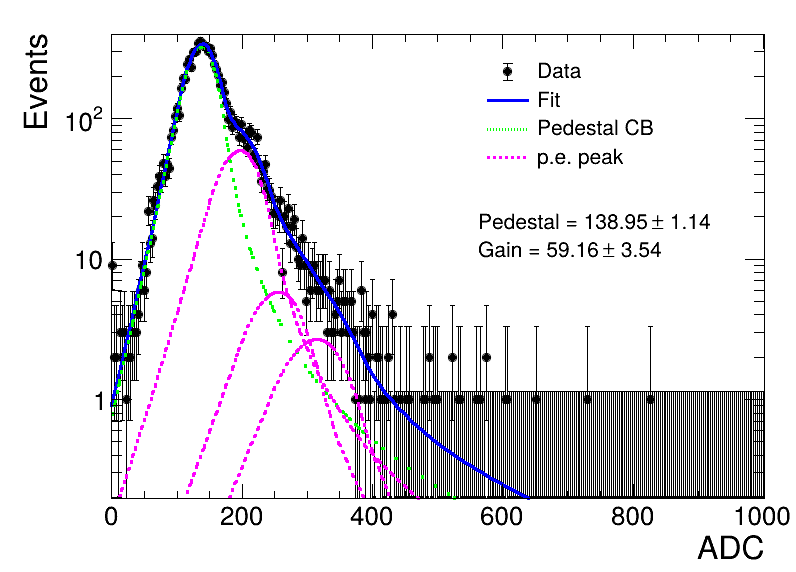 Events
10²
10
1
0 200 400 600 800 1000
ADC
Data
Fit
Pedestal CB
p.e. peak
Pedestal = 138.95 ± 1.14
Gain = 59.16 ± 3.54